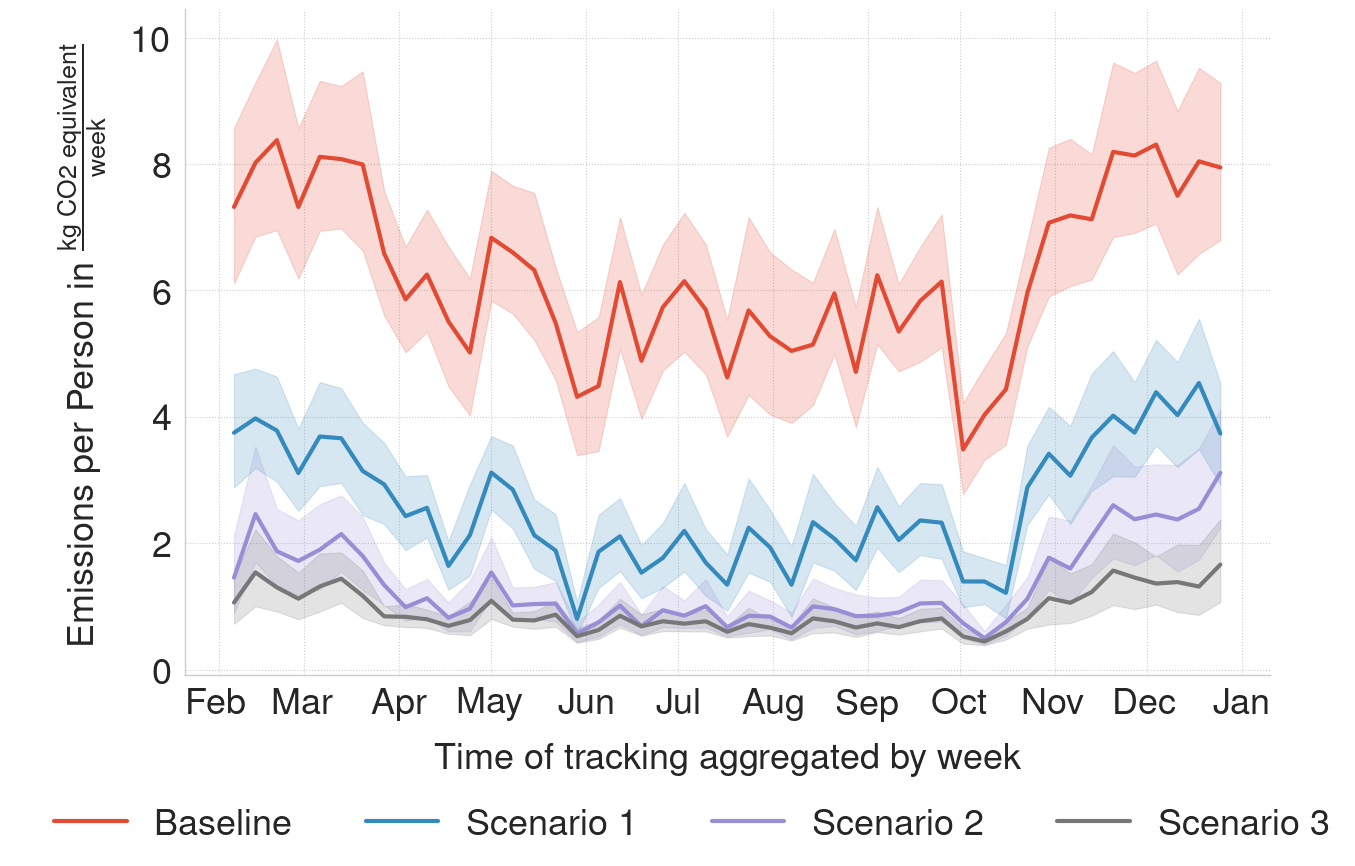 Emissions per Person in kg CO2 equivalent
week
10
8
6
4
2
0
Feb Mar Apr May Jun Jul Aug Sep Oct Nov Dec Jan
Time of tracking aggregated by week
Baseline Scenario 1 Scenario 2 Scenario 3